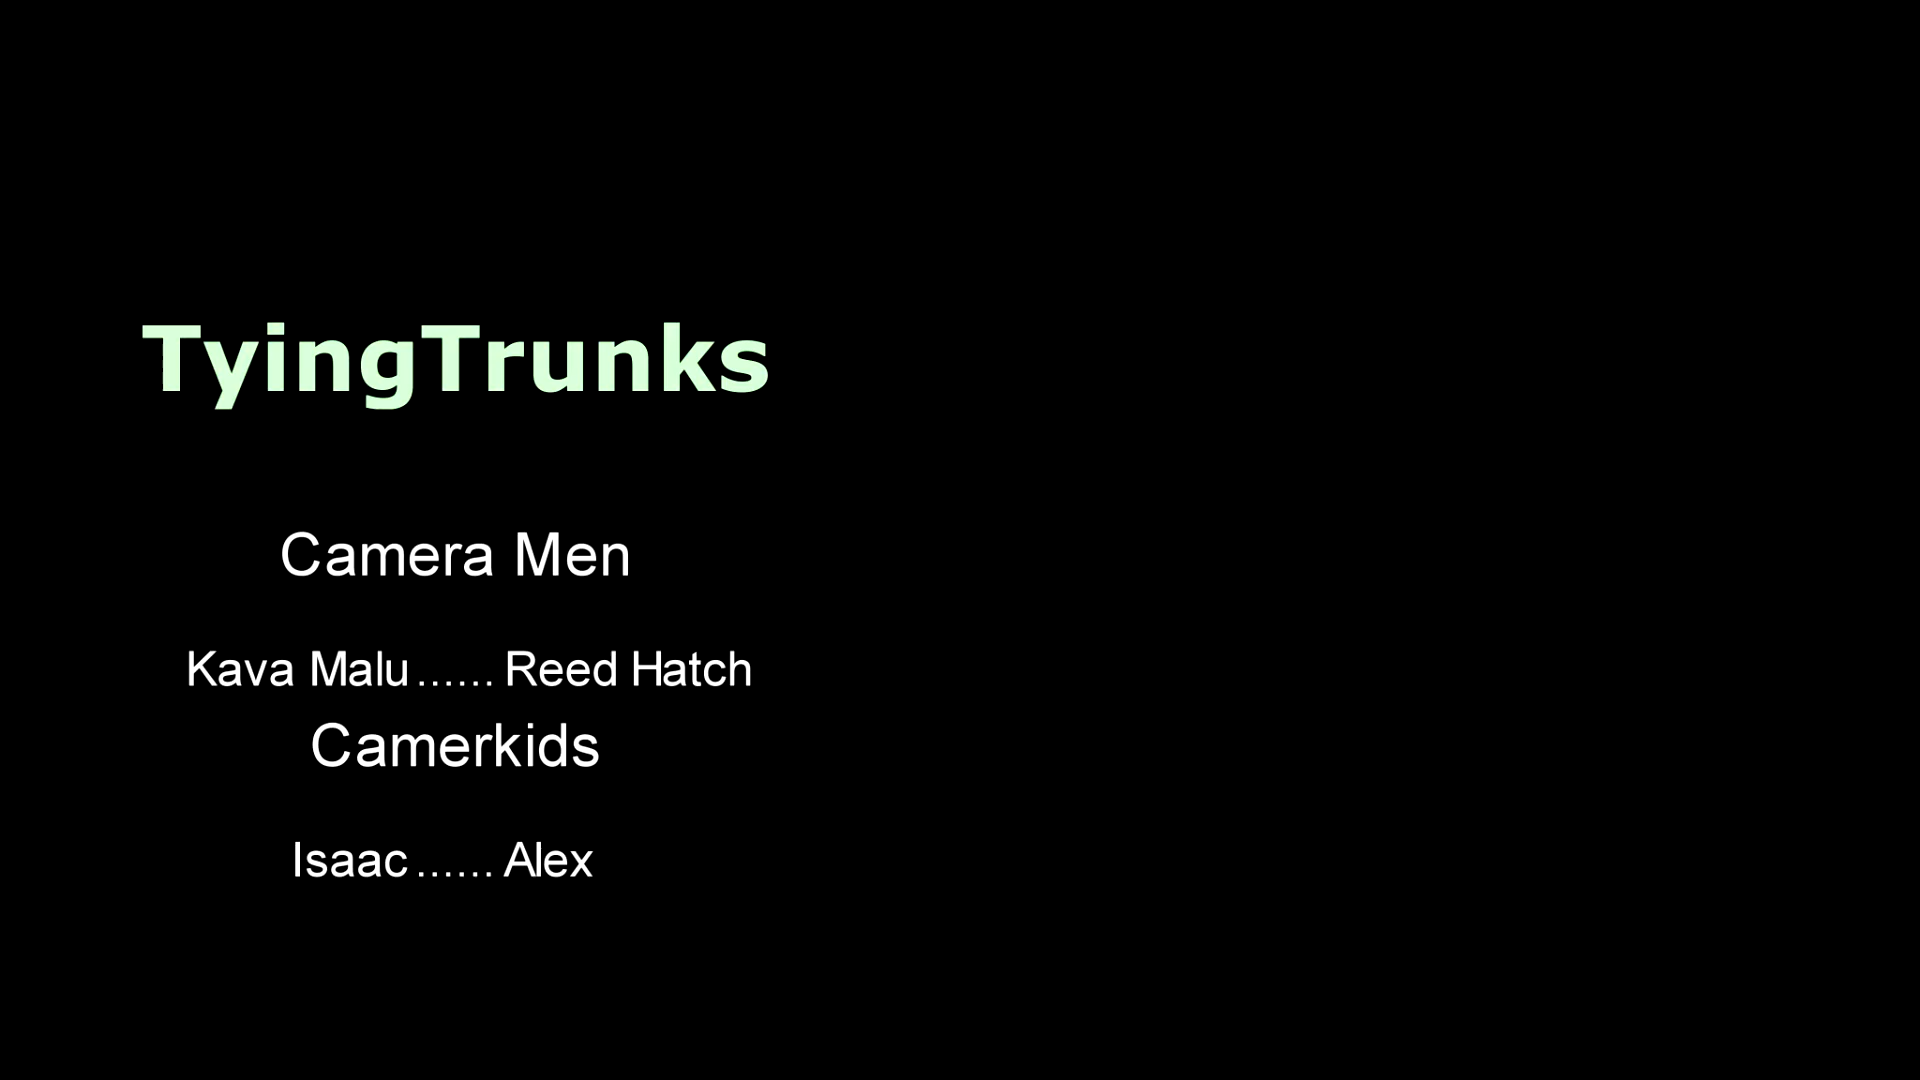 TyingTrunks
Camera Men
Kava Malu...... Reed Hatch
Camerkids
Isaac...... Alex